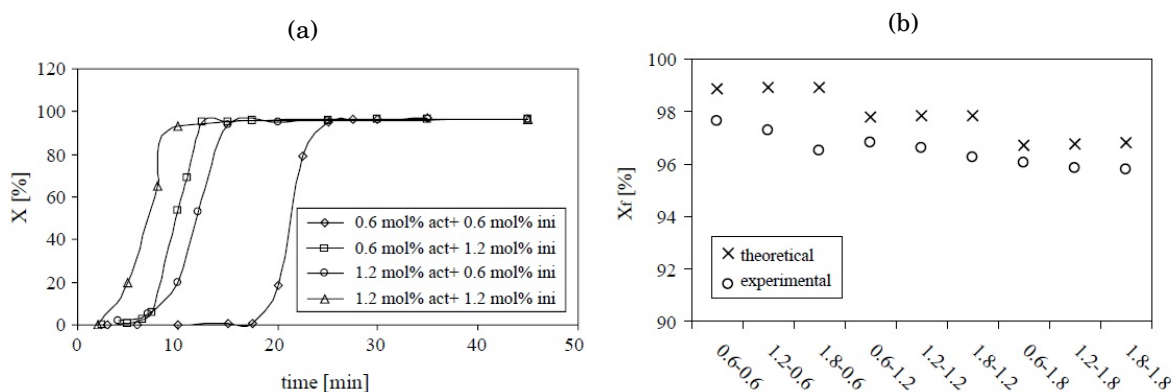 (a)
120
100
80
60
40
20
0
X [%]
0 10 20 30 40 50
time [min]
0.6 mol% act+ 0.6 mol% ini
0.6 mol% act+ 1.2 mol% ini
1.2 mol% act+ 0.6 mol% ini
1.2 mol% act+ 1.2 mol% ini
(b)
100
98
96
94
92
90
Xf [%]
theoretical
experimental
0.6-0.6
1.2-0.6
1.8-0.6
0.6-1.2
1.2-1.2
1.8-1.2
0.6-1.8
1.2-1.8
1.8-1.8